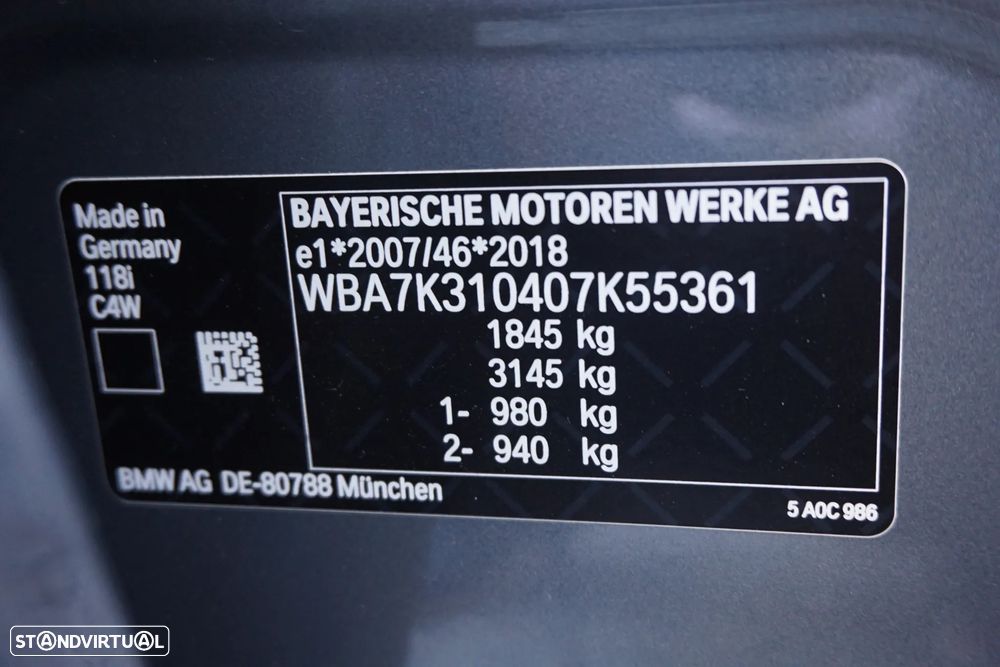 Made in
Germany
118i
C4W
BAYERISCHE MOTOREN WERKE AG
e1*2007/46*2018
WBA7K310407K55361
1845 kg
3145 kg
1- 980 kg
2- 940 kg
BMW AG DE-80788 München
5 A0C 986
STANDVIRTUAL